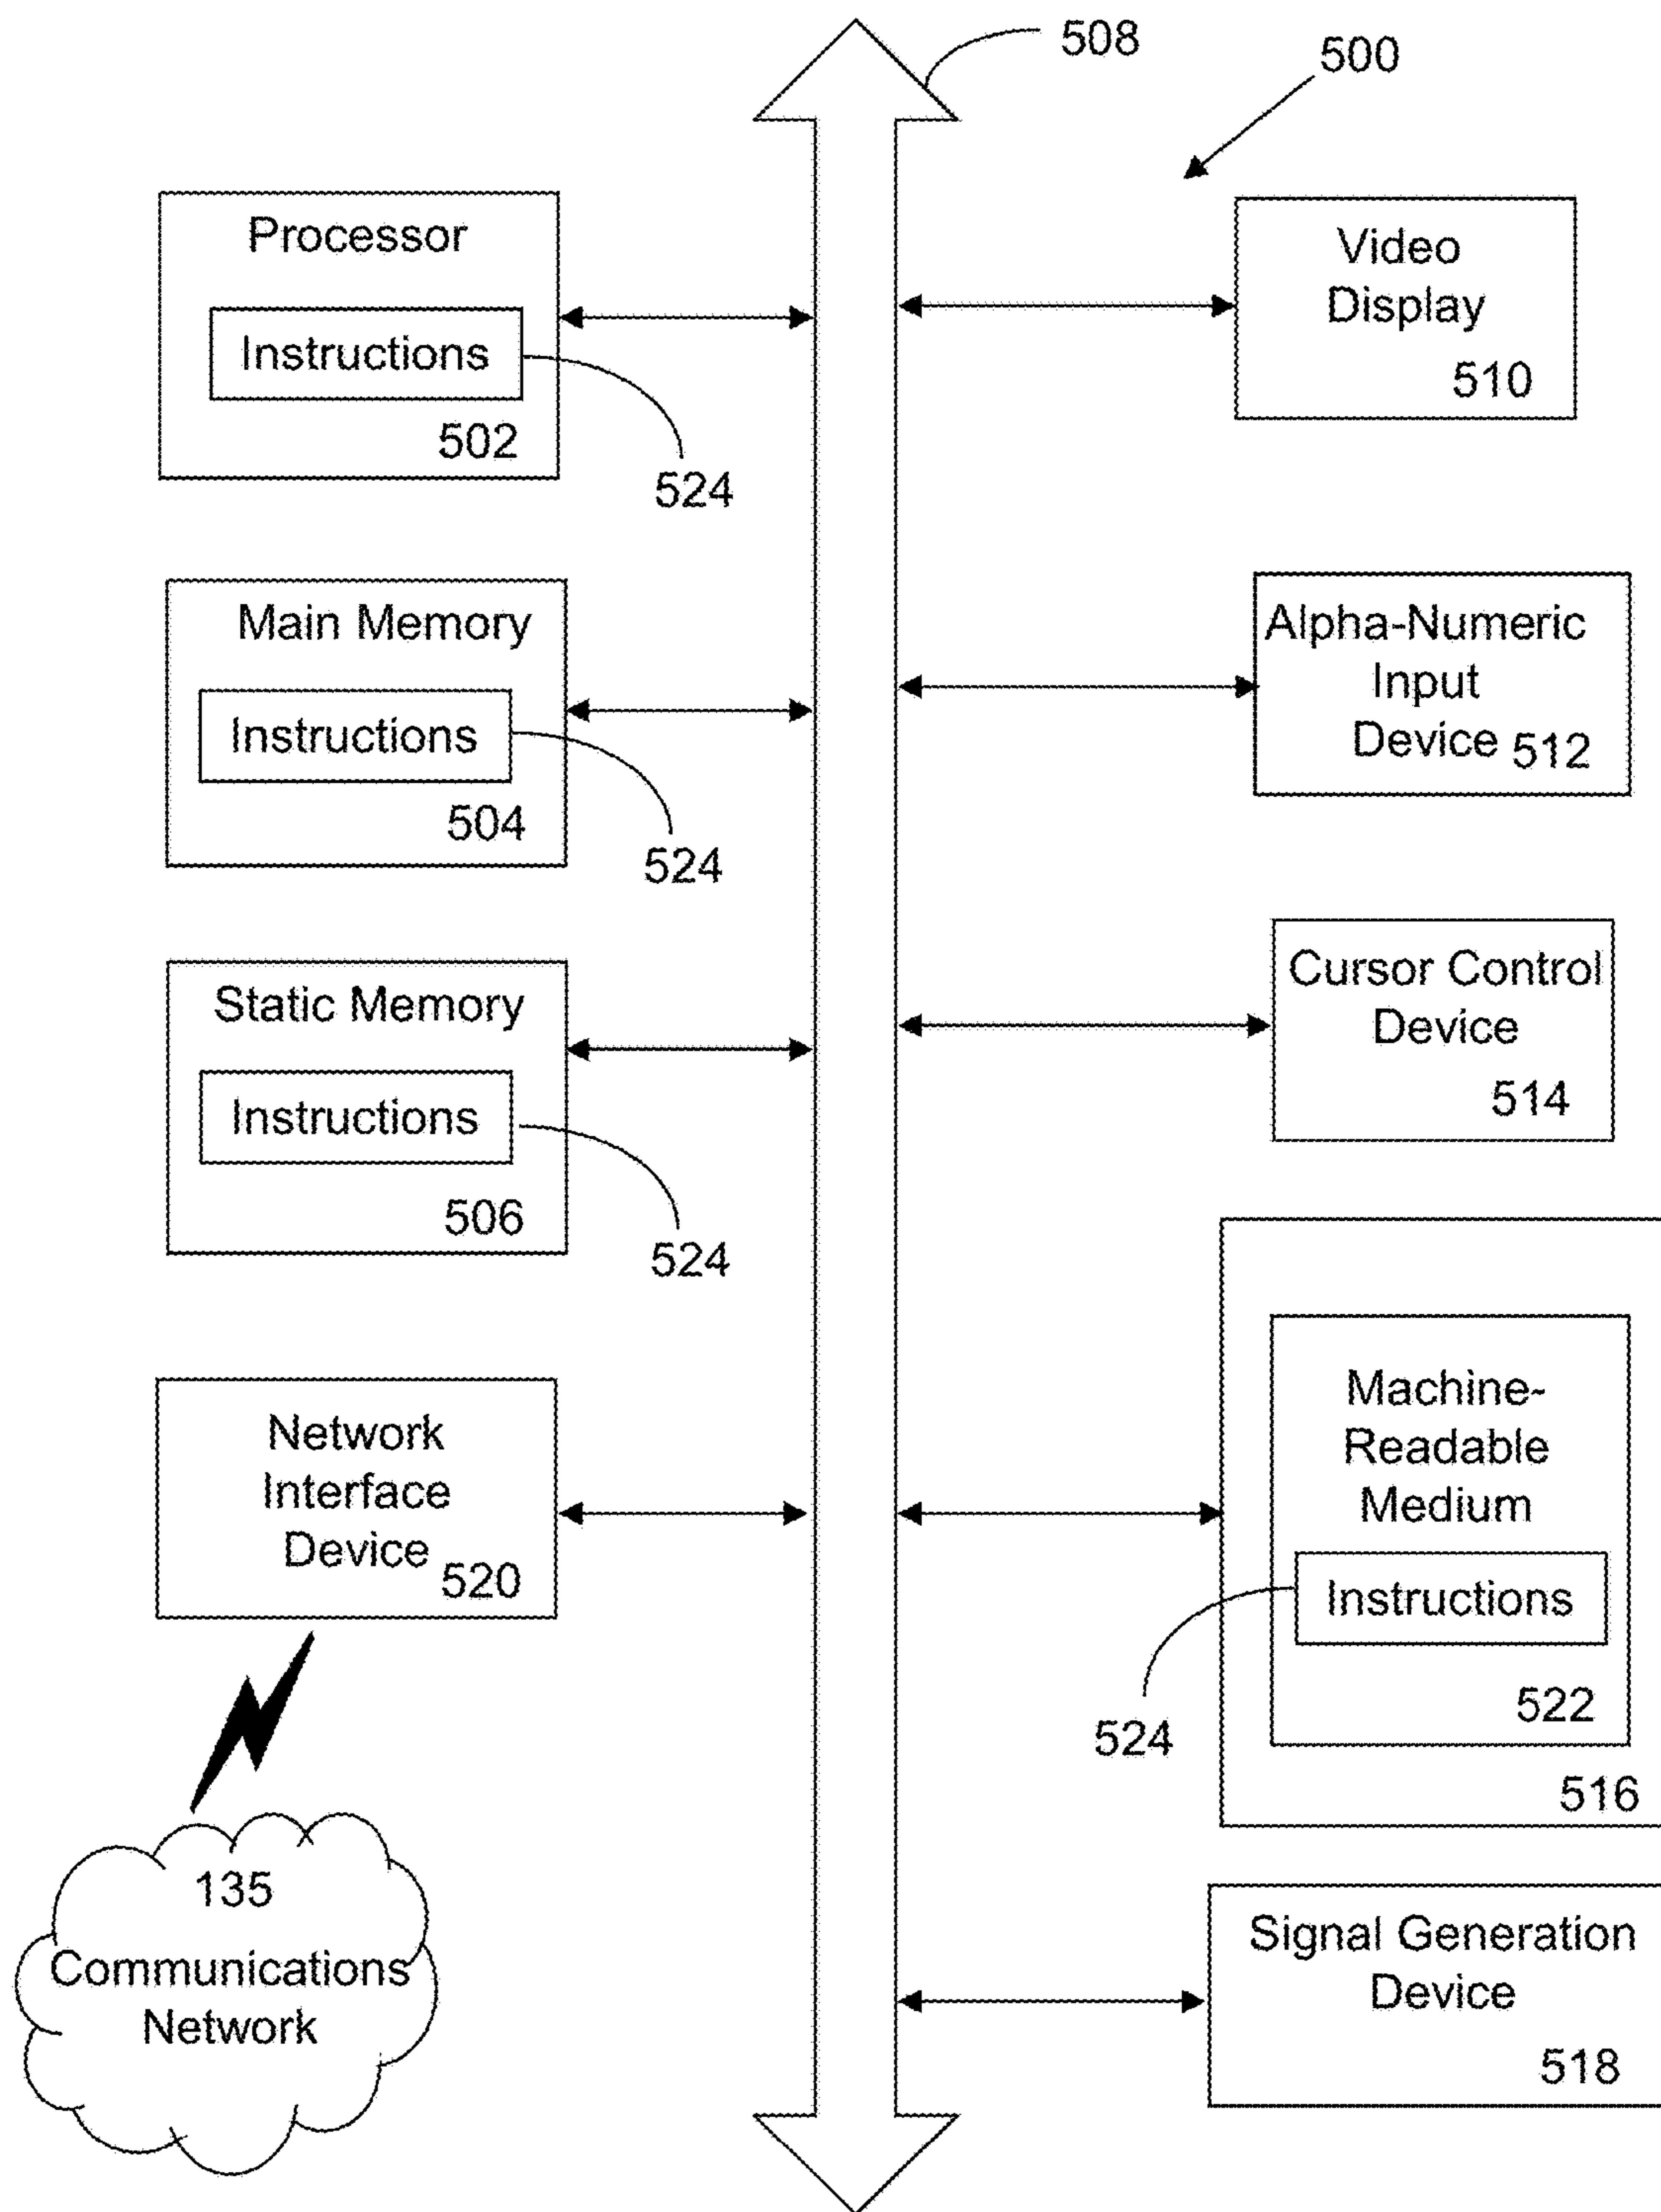 508
500
Processor
Instructions
502
524
Video
Display
510
Main Memory
Instructions
504
524
Alpha-Numeric
Input
Device 512
Static Memory
Instructions
506
524
Cursor Control
Device
514
Network
Interface
Device 520
Machine-
Readable
Medium
Instructions
522
524
516
135
Communications
Network
Signal Generation
Device
518